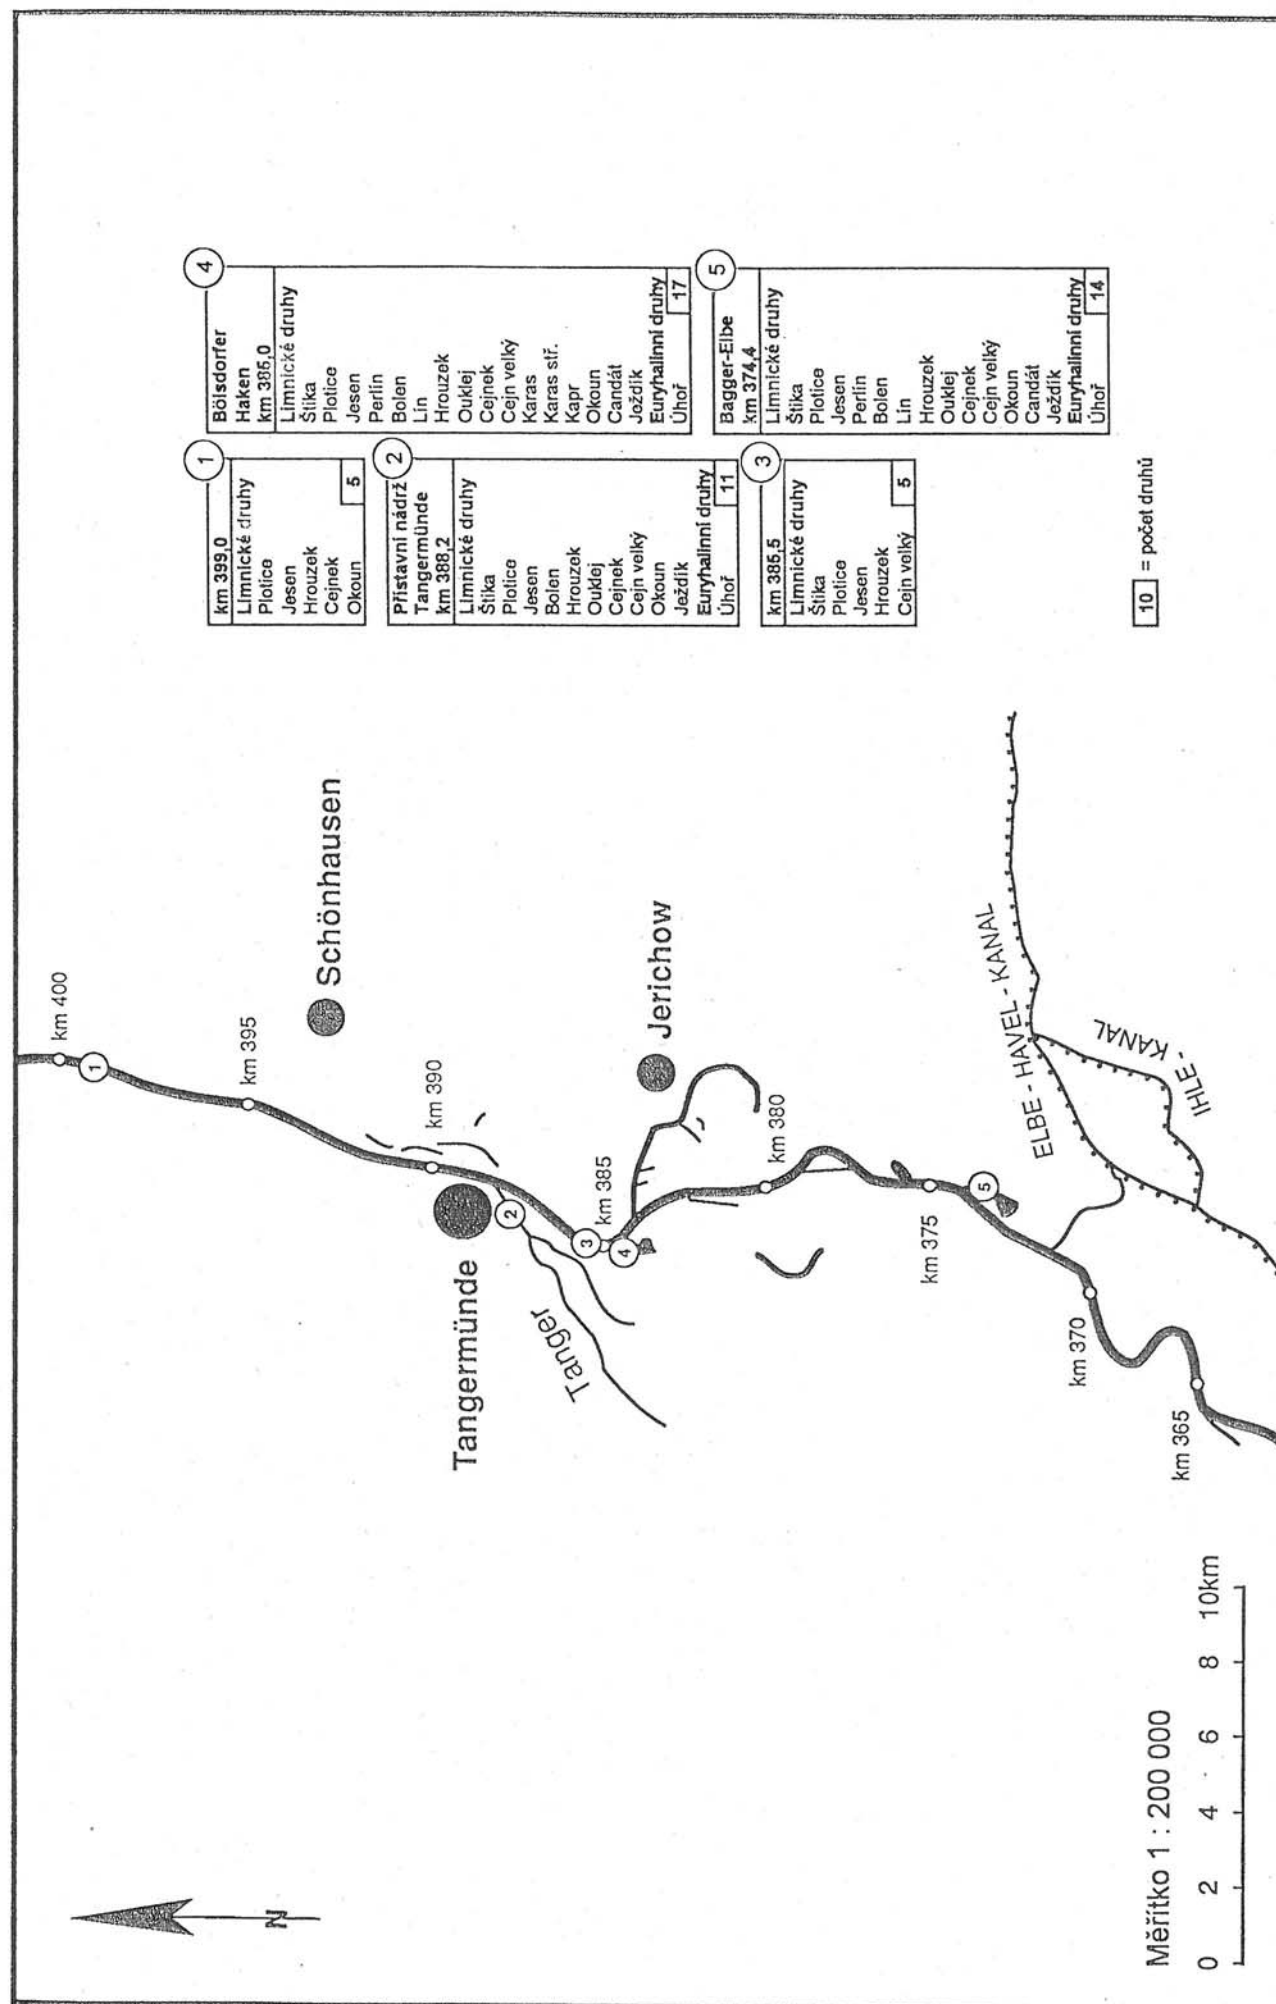 km 400
1
km 395
Schönhausen
km 390
Tangermünde
2
Tanger
3
km 385
4
Jerichow
km 380
km 375
5
ELBE - HAVEL - KANAL
IHLE - KANAL
km 370
km 365
N
Měřítko 1 : 200 000
0 2 4 6 8 10km
1
km 399,0
Limnické druhy
Plotice
Jesen
Hrouzek
Cejnek
Okoun
5
2
Přístavní nádrž
Tangermünde
km 388,2
Limnické druhy
Štika
Plotice
Jesen
Bolen
Hrouzek
Ouklej
Cejnek
Cejn velký
Okoun
Ježdík
Euryhalinní druhy
Úhoř
11
3
km 385,5
Limnické druhy
Štika
Plotice
Jesen
Hrouzek
Cejn velký
5
4
Bölsdorfer
Haken
km 385,0
Limnické druhy
Štika
Plotice
Jesen
Perlín
Bolen
Lín
Hrouzek
Ouklej
Cejnek
Cejn velký
Karas
Karas stř.
Kapr
Okoun
Candát
Ježdík
Euryhalinní druhy
Úhoř
17
5
Bagger-Elbe
km 374,4
Limnické druhy
Štika
Plotice
Jesen
Perlín
Bolen
Lín
Hrouzek
Ouklej
Cejnek
Cejn velký
Okoun
Candát
Ježdík
Euryhalinní druhy
Úhoř
14
10 = počet druhů